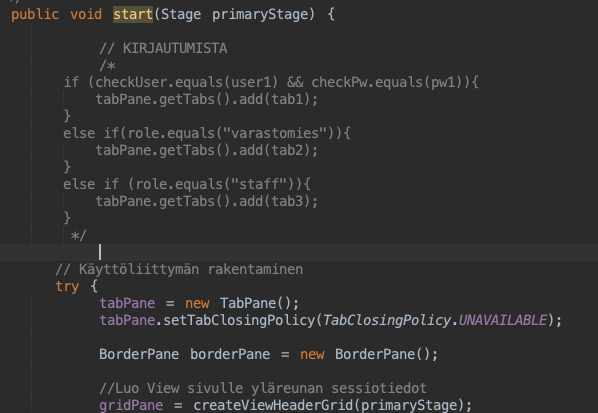 public void start(Stage primaryStage) {
// KIRJAUTUMISTA
/*
if (checkUser.equals(user1) && checkPw.equals(pw1)){
tabPane.getTabs().add(tab1);
}
else if(role.equals("varastomies")){
tabPane.getTabs().add(tab2);
}
else if (role.equals("staff")){
tabPane.getTabs().add(tab3);
}
*/
// Käyttöliittymän rakentaminen
try {
tabPane = new TabPane();
tabPane.setTabClosingPolicy(TabClosingPolicy.UNAVAILABLE);
BorderPane borderPane = new BorderPane();
//Luo View sivulle yläreunan sessiotiedot
gridPane = createViewHeaderGrid(primaryStage);